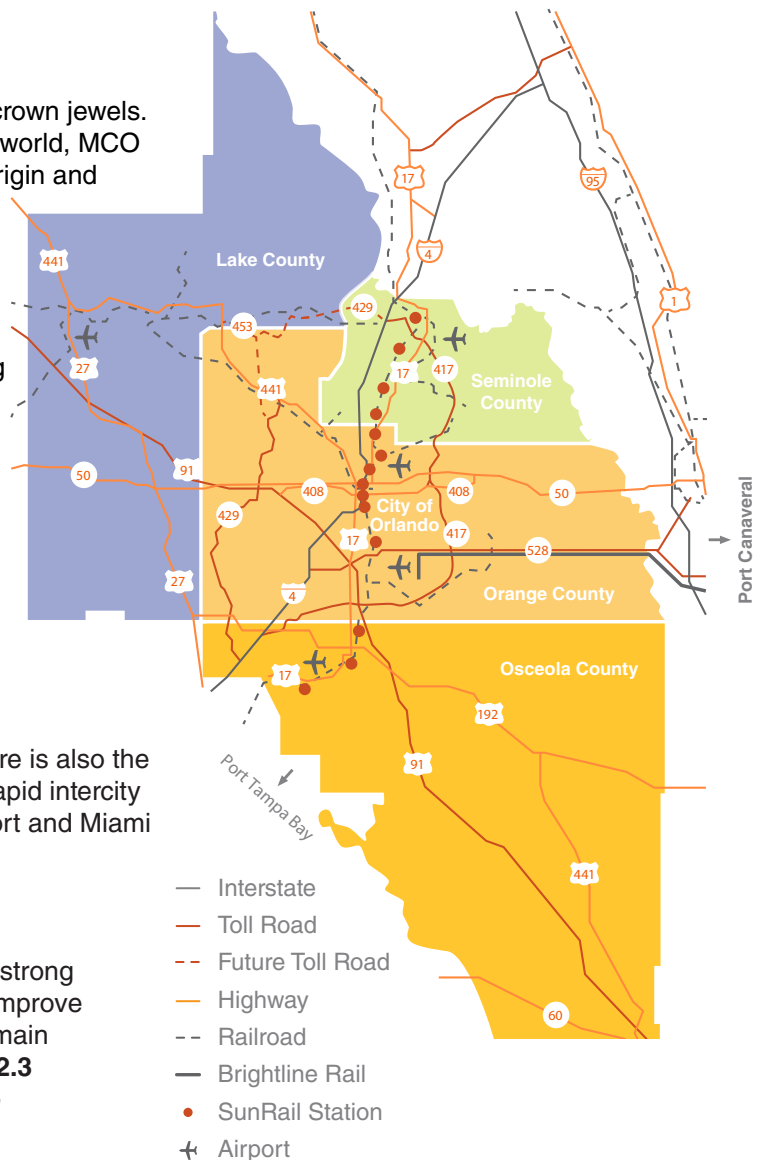 crown jewels.
world, MCO
rigin and
17
95
441
4
Lake County
1
429
453
g
27
17
417
Seminole
County
441
91
50
408
408
50
City of
Orlando
429
17
417
528
Port Canaveral
27
4
Orange County
Osceola County
17
192
re is also the
apid intercity
ort and Miami
Port Tampa Bay
91
441
Interstate
Toll Road
Future Toll Road
Highway
Railroad
Brightline Rail
SunRail Station
Airport
strong
mprove
main
2.3
60